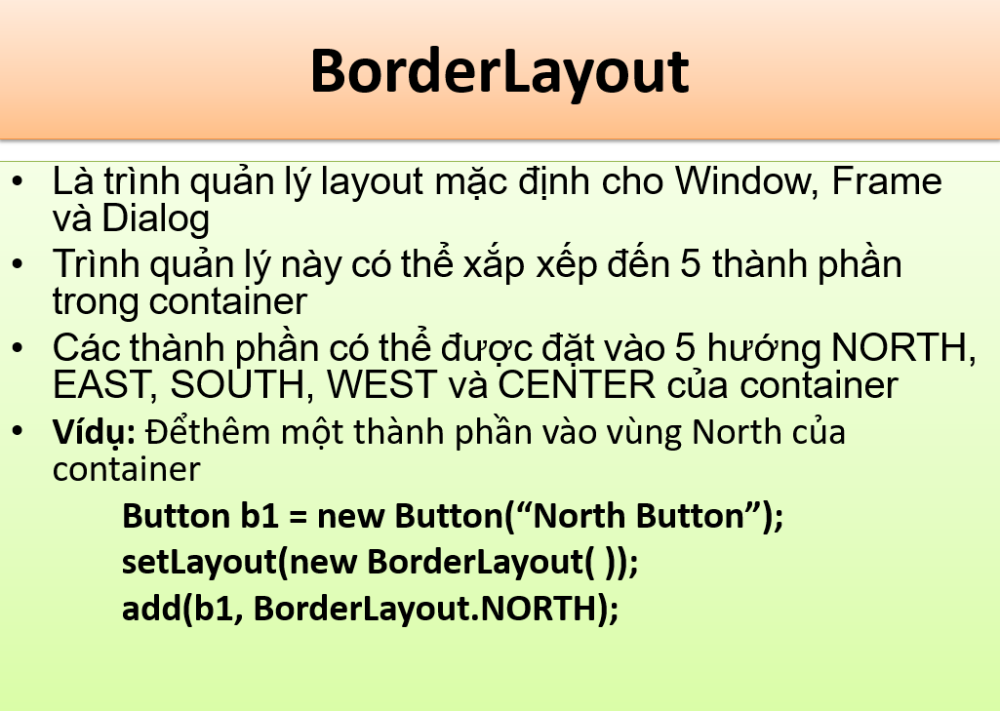 BorderLayout
• Là trình quản lý layout mặc định cho Window, Frame
và Dialog
• Trình quản lý này có thể xắp xếp đến 5 thành phần
trong container
• Các thành phần có thể được đặt vào 5 hướng NORTH,
EAST, SOUTH, WEST và CENTER của container
• Vídụ: Đểthêm một thành phần vào vùng North của
container
Button b1 = new Button(“North Button”);
setLayout(new BorderLayout( ));
add(b1, BorderLayout.NORTH);